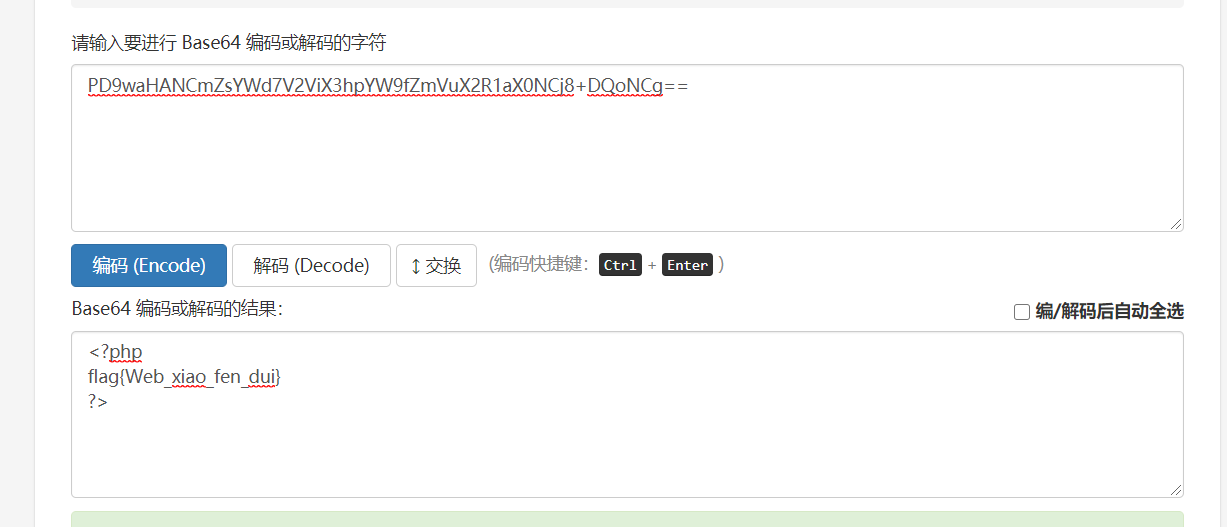 请输入要进行 Base64 编码或解码的字符
PD9waHANCmZsYWd7V2ViX3hpYW9fZmVuX2R1aX0NCj8+DQoNCg==
编码 (Encode) 解码 (Decode) ↕ 交换 (编码快捷键： Ctrl + Enter )
Base64 编码或解码的结果： 编/解码后自动全选
<?php
flag{Web_xiao_fen_dui}
?>